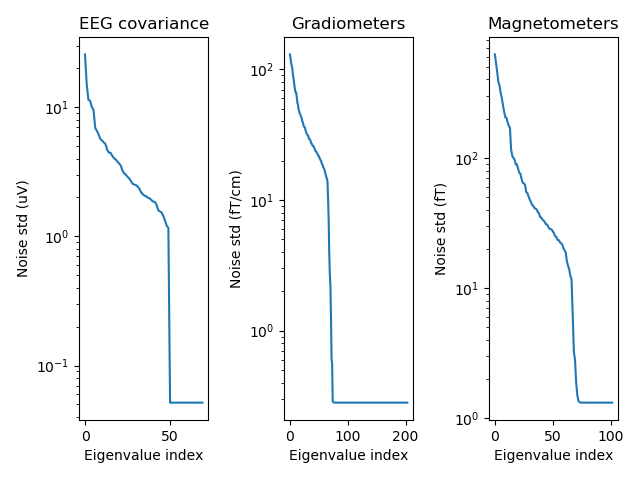 EEG covariance
Noise std (uV)
10¹
10⁰
10⁻¹
0
50
Eigenvalue index
Gradiometers
Noise std (fT/cm)
10²
10¹
10⁰
0
100
200
Eigenvalue index
Magnetometers
Noise std (fT)
10²
10¹
10⁰
0
50
100
Eigenvalue index